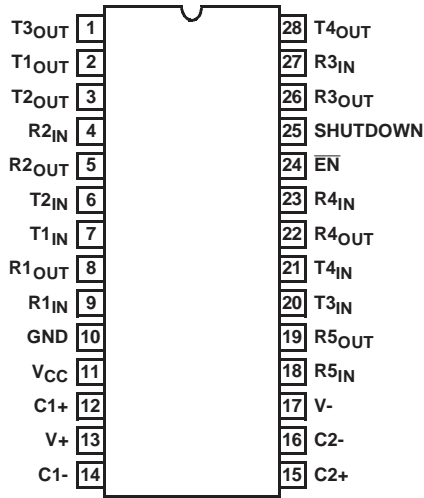 T3OUT 1 28 T4OUT
T1OUT 2 27 R3IN
T2OUT 3 26 R3OUT
R2IN 4 25 SHUTDOWN
R2OUT 5 24 E̅N̅
T2IN 6 23 R4IN
T1IN 7 22 R4OUT
R1OUT 8 21 T4IN
R1IN 9 20 T3IN
GND 10 19 R5OUT
VCC 11 18 R5IN
C1+ 12 17 V-
V+ 13 16 C2-
C1- 14 15 C2+